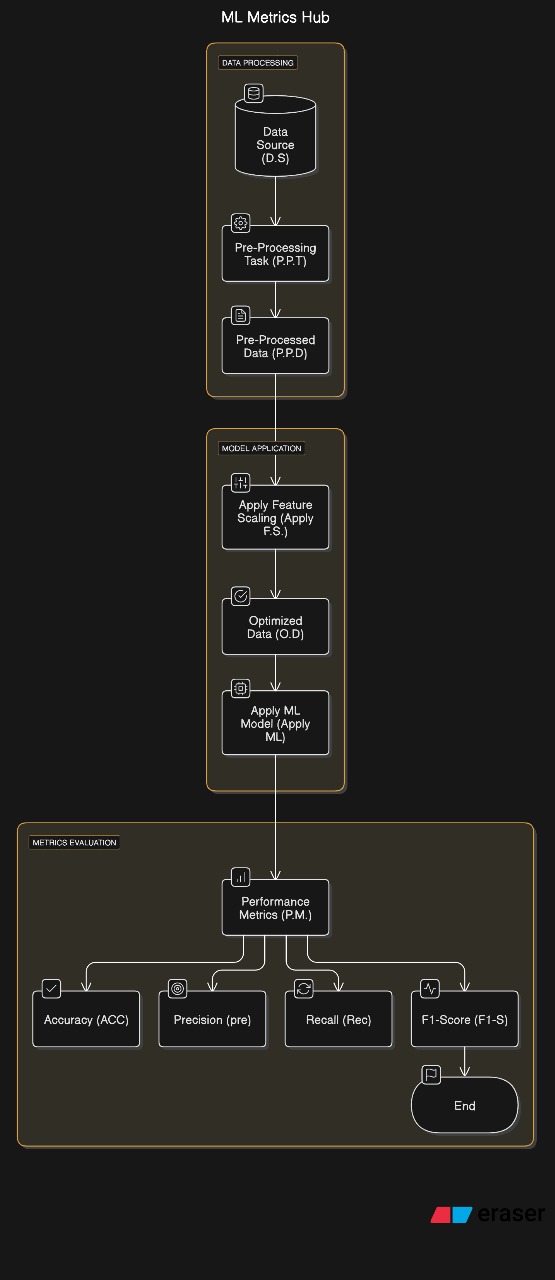 ML Metrics Hub
DATA PROCESSING
Data
Source
(D.S)
Pre-Processing
Task (P.P.T)
Pre-Processed
Data (P.P.D)
MODEL APPLICATION
Apply Feature
Scaling (Apply
F.S.)
Optimized
Data (O.D)
Apply ML
Model (Apply
ML)
METRICS EVALUATION
Performance
Metrics (P.M.)
Accuracy (ACC)
Precision (pre)
Recall (Rec)
F1-Score (F1-S)
End
eraser